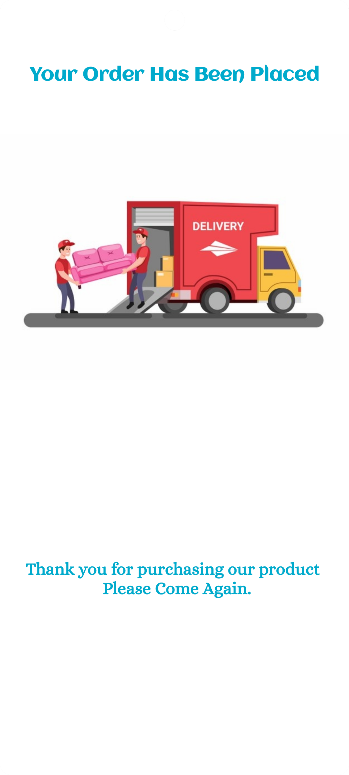 Your Order Has Been Placed
DELIVERY
Thank you for purchasing our product
Please Come Again.